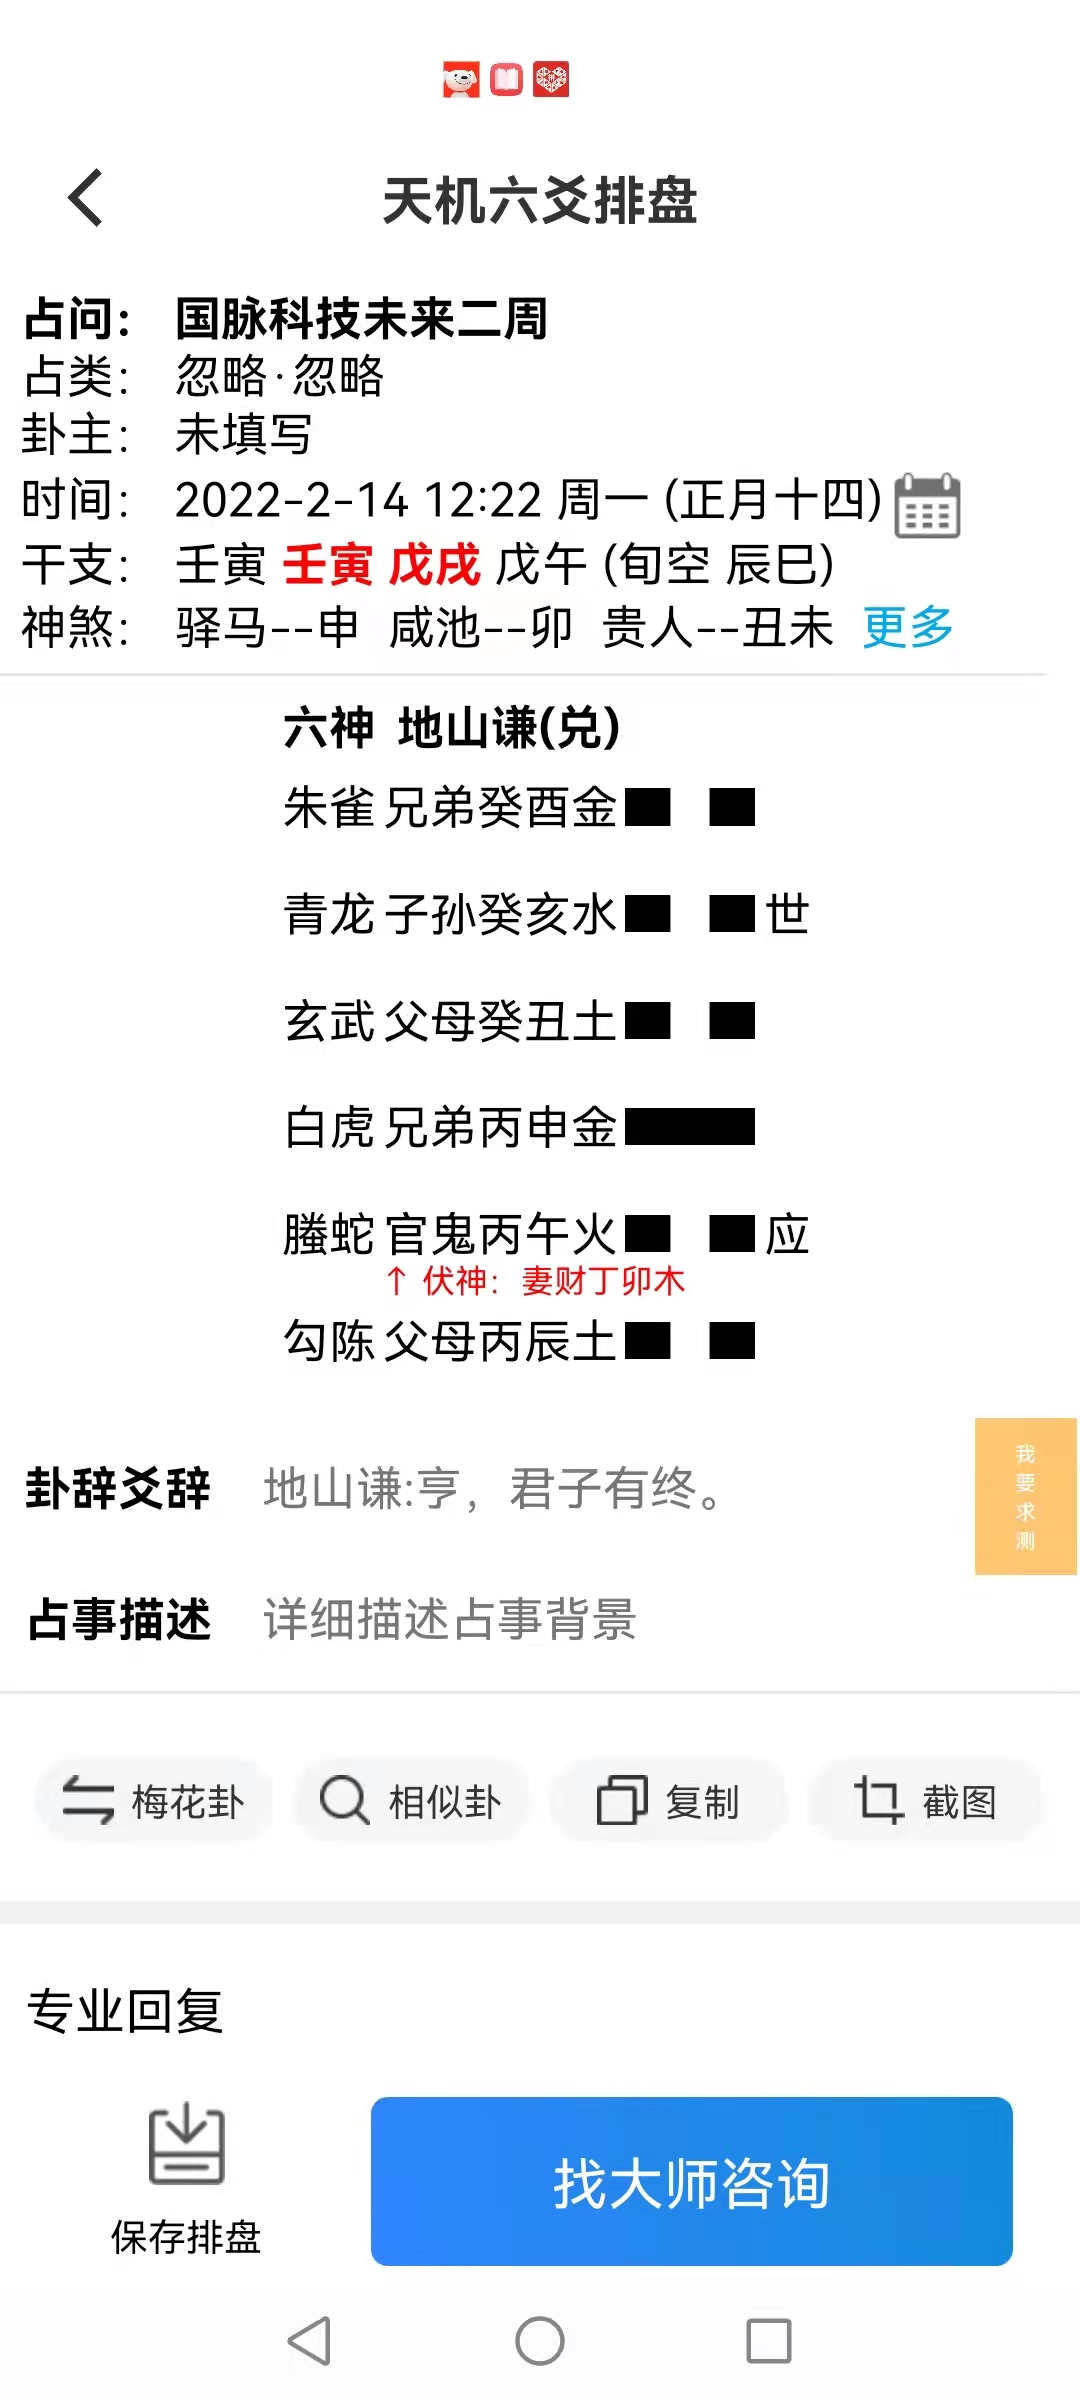 天机六爻排盘
占问： 国脉科技未来二周
占类： 忽略·忽略
卦主： 未填写
时间： 2022-2-14 12:22 周一 (正月十四)
干支： 壬寅 壬寅 戊戌 戊午 (旬空 辰巳)
神煞： 驿马--申 咸池--卯 贵人--丑未 更多
六神 地山谦(兑)
朱雀 兄弟癸酉金
青龙 子孙癸亥水 世
玄武 父母癸丑土
白虎 兄弟丙申金
螣蛇 官鬼丙午火 应
↑ 伏神：妻财丁卯木
勾陈 父母丙辰土
卦辞爻辞 地山谦:亨，君子有终。
我要求测
占事描述 详细描述占事背景
梅花卦 相似卦 复制 截图
专业回复
保存排盘
找大师咨询